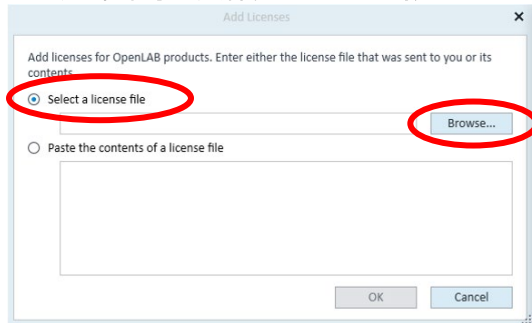 Add Licenses
Add licenses for OpenLAB products. Enter either the license file that was sent to you or its
contents
Select a license file
Browse...
Paste the contents of a license file
OK Cancel